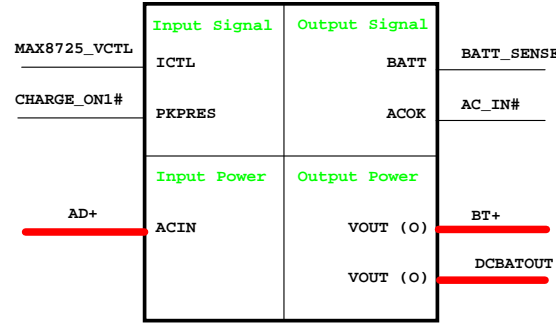 Input Signal Output Signal
MAX8725_VCTL ICTL BATT BATT_SENSE
CHARGE_ON1# PKPRES ACOK AC_IN#
Input Power Output Power
AD+ ACIN VOUT (O) BT+
VOUT (O) DCBATOUT